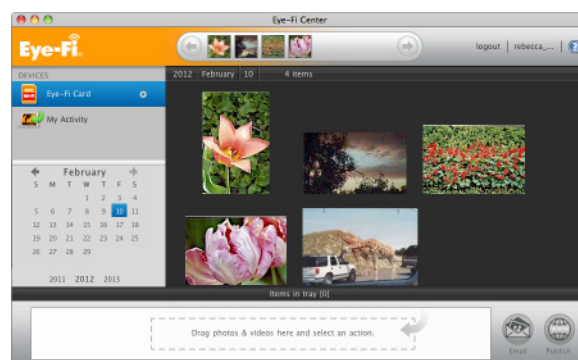 Eye-Fi Center
Eye-Fi
logout | rebecca_... | ?
DEVICES
2012 February 10 4 items
Eye-Fi Card
My Activity
February
S M T W T F S
1 2 3 4
5 6 7 8 9 10 11
12 13 14 15 16 17 18
19 20 21 22 23 24 25
26 27 28 29
2011 2012 2013
Items in tray [0]
Drag photos & videos here and select an action.
Email Publish